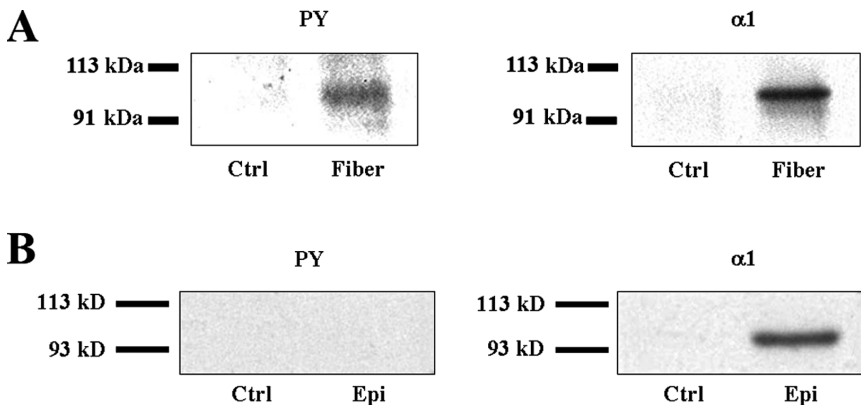 A
PY
α1
113 kDa
91 kDa
113 kDa
91 kDa
Ctrl Fiber
Ctrl Fiber
B
PY
α1
113 kD
93 kD
113 kD
93 kD
Ctrl Epi
Ctrl Epi